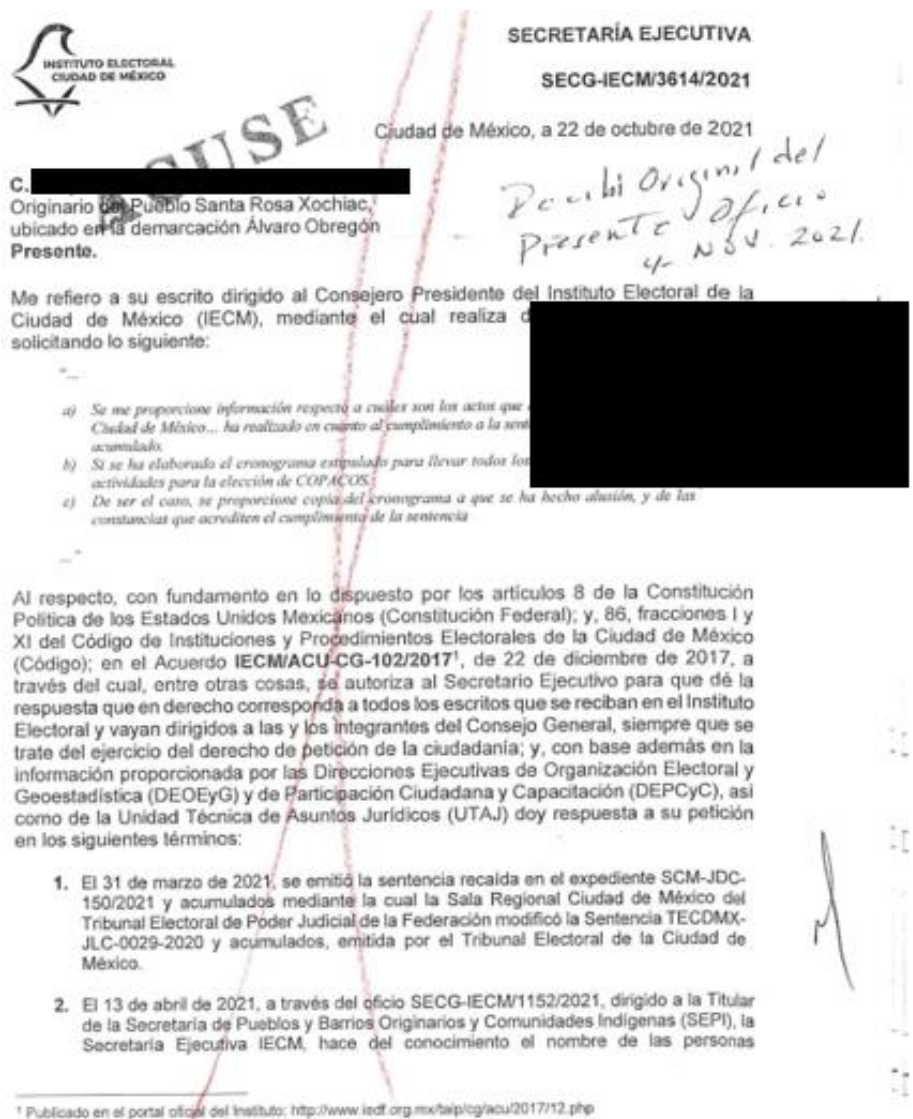 INSTITUTO ELECTORAL
CIUDAD DE MÉXICO
SECRETARÍA EJECUTIVA
SECG-IECM/3614/2021
ACUSE
Ciudad de México, a 22 de octubre de 2021
C.
Originario del Pueblo Santa Rosa Xochiac,
ubicado en la demarcación Álvaro Obregón
Presente.
Recibi Original del
Presente Oficio
4- NOV. 2021.
Me refiero a su escrito dirigido al Consejero Presidente del Instituto Electoral de la
Ciudad de México (IECM), mediante el cual realiza
solicitando lo siguiente:
"...
a) Se me proporcione información respecto a cuáles son los actos que
Ciudad de México... ha realizado en cuanto al cumplimiento a la
acumulado.
b) Si se ha elaborado el cronograma estipulado para llevar todos los
actividades para la elección de COPACOS.
c) De ser el caso, se proporcione copia del cronograma a que se ha hecho alusión, y de las
constancias que acrediten el cumplimiento de la sentencia
..."
Al respecto, con fundamento en lo dispuesto por los artículos 8 de la Constitución
Política de los Estados Unidos Mexicanos (Constitución Federal); y, 86, fracciones I y
XI del Código de Instituciones y Procedimientos Electorales de la Ciudad de México
(Código); en el Acuerdo IECM/ACU-CG-102/2017¹, de 22 de diciembre de 2017, a
través del cual, entre otras cosas, se autoriza al Secretario Ejecutivo para que dé la
respuesta que en derecho corresponda a todos los escritos que se reciban en el Instituto
Electoral y vayan dirigidos a las y los integrantes del Consejo General, siempre que se
trate del ejercicio del derecho de petición de la ciudadanía; y, con base además en la
información proporcionada por las Direcciones Ejecutivas de Organización Electoral y
Geoestadística (DEOEyG) y de Participación Ciudadana y Capacitación (DEPCyC), así
como de la Unidad Técnica de Asuntos Jurídicos (UTAJ) doy respuesta a su petición
en los siguientes términos:
1. El 31 de marzo de 2021, se emitió la sentencia recaída en el expediente SCM-JDC-
150/2021 y acumulados mediante la cual la Sala Regional Ciudad de México del
Tribunal Electoral de Poder Judicial de la Federación modificó la Sentencia TECDMX-
JLC-0029-2020 y acumulados, emitida por el Tribunal Electoral de la Ciudad de
México.
2. El 13 de abril de 2021, a través del oficio SECG-IECM/1152/2021, dirigido a la Titular
de la Secretaría de Pueblos y Barrios Originarios y Comunidades Indígenas (SEPI), la
Secretaría Ejecutiva IECM, hace del conocimiento el nombre de las personas
¹ Publicado en el portal oficial del Instituto: http://www.iedf.org.mx/taip/cg/acu/2017/12.php